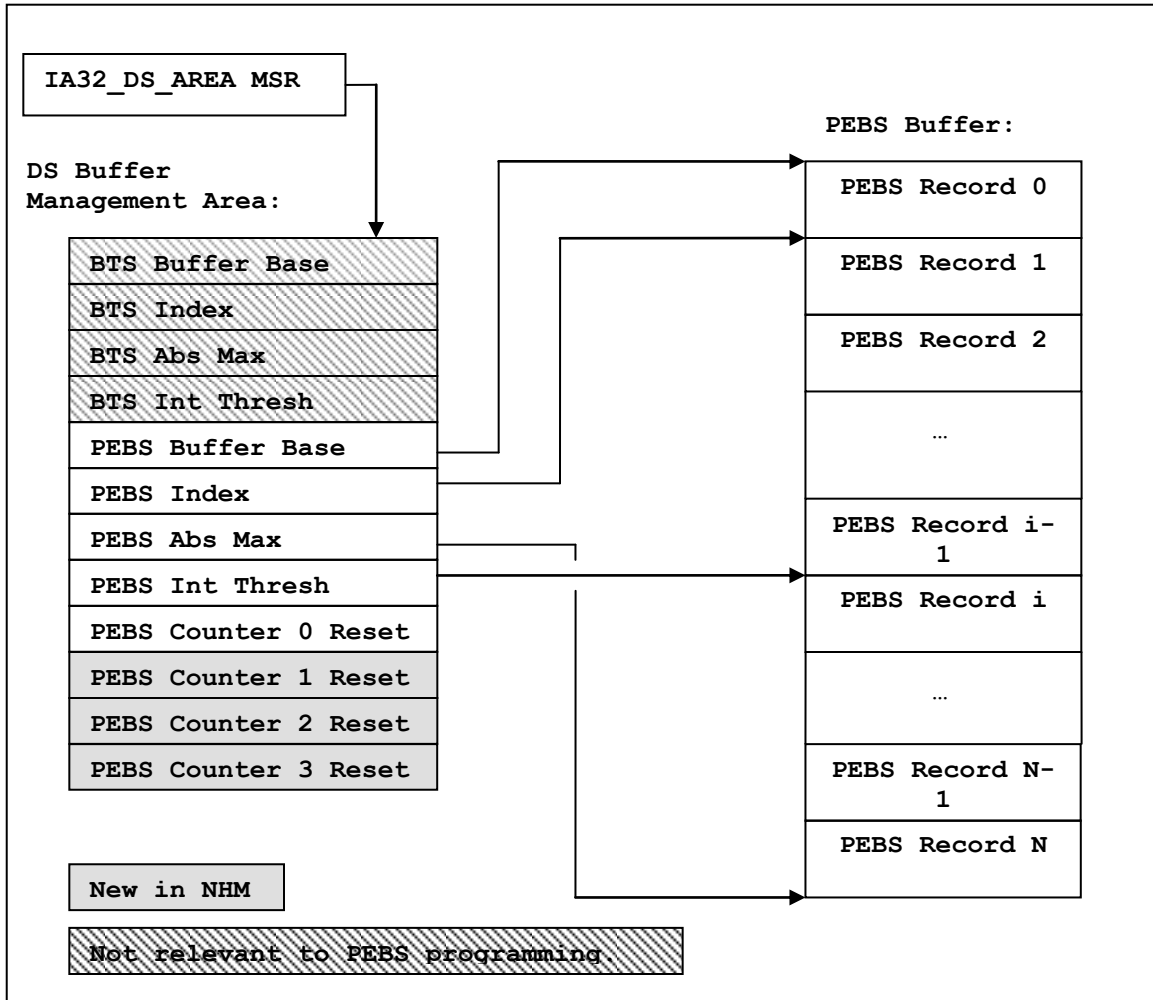 IA32_DS_AREA MSR
DS Buffer
Management Area:
BTS Buffer Base
BTS Index
BTS Abs Max
BTS Int Thresh
PEBS Buffer Base
PEBS Index
PEBS Abs Max
PEBS Int Thresh
PEBS Counter 0 Reset
PEBS Counter 1 Reset
PEBS Counter 2 Reset
PEBS Counter 3 Reset
New in NHM
Not relevant to PEBS programming.
PEBS Buffer:
PEBS Record 0
PEBS Record 1
PEBS Record 2
…
PEBS Record i-
1
PEBS Record i
…
PEBS Record N-
1
PEBS Record N